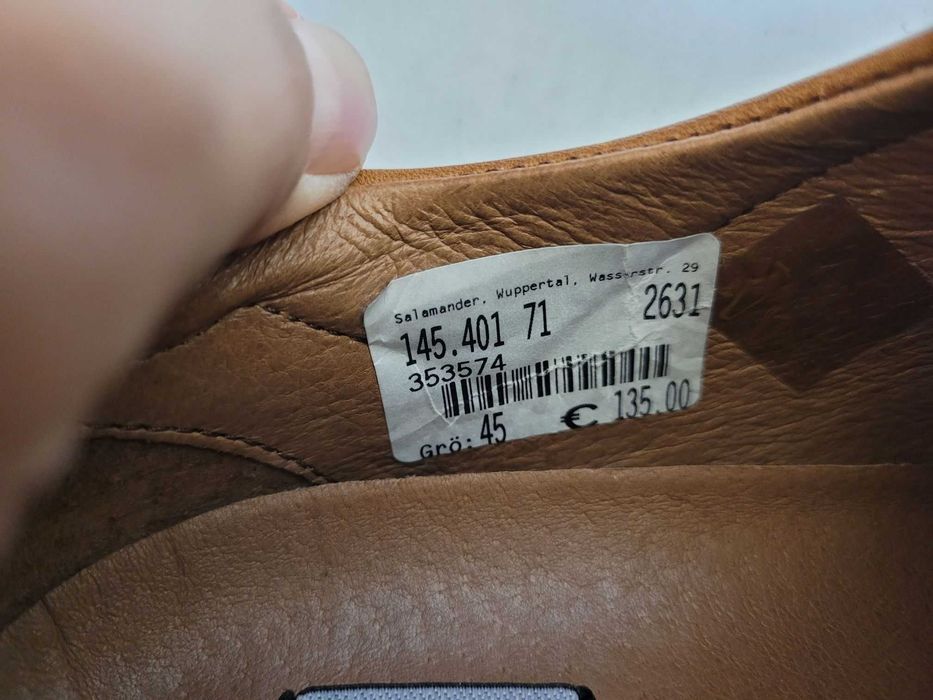 Salamander, Wuppertal, Wasserstr. 29
145.401 71 2631
353574
Grö: 45 € 135.00